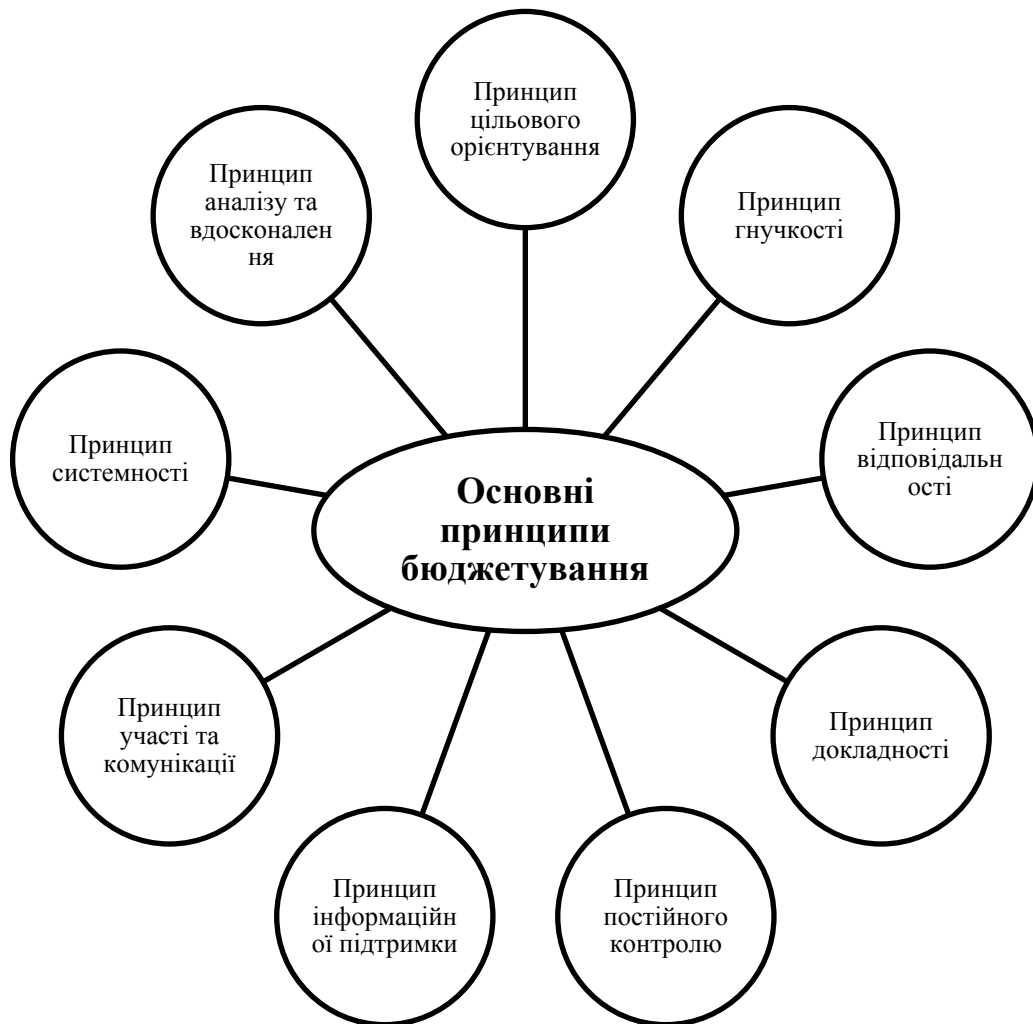 Принцип
цільового
орієнтування
Принцип
гнучкості
Принцип
відповідальн
ості
Принцип
докладності
Принцип
постійного
контролю
Принцип
інформаційн
ої підтримки
Принцип
участі та
комунікації
Принцип
системності
Принцип
аналізу та
вдосконален
ня
Основні
принципи
бюджетування